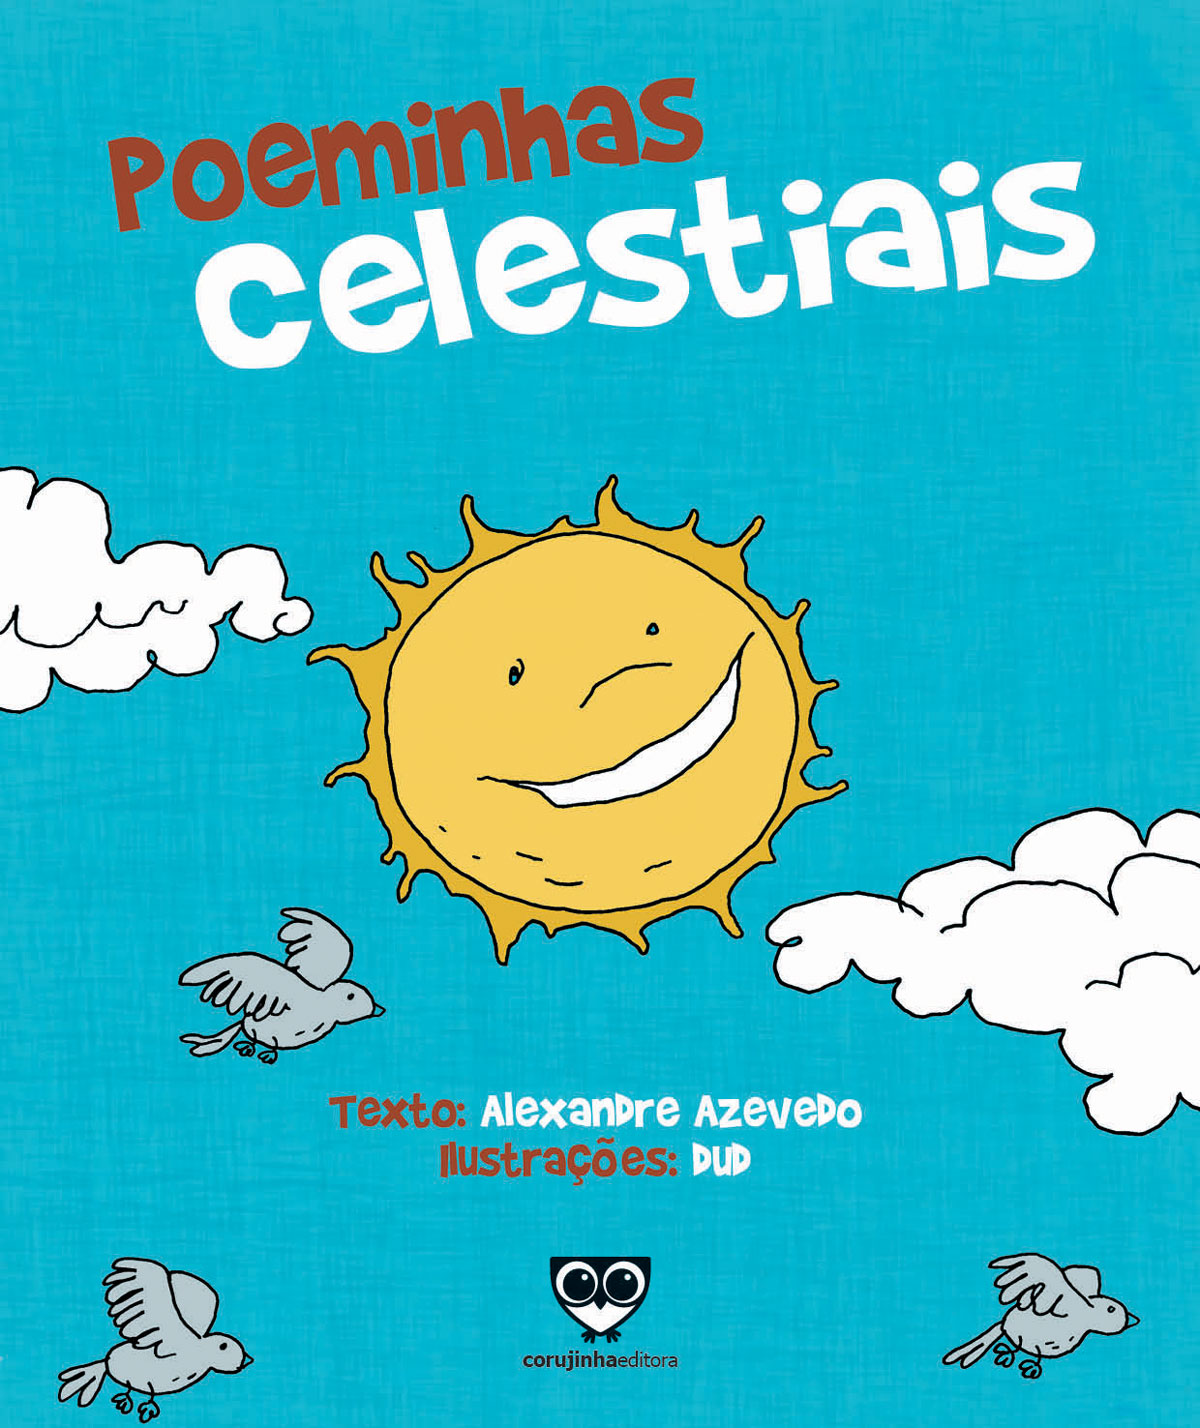 Poeminhas
celestiais
Texto: Alexandre Azevedo
Ilustrações: DUD
corujinhaeditora